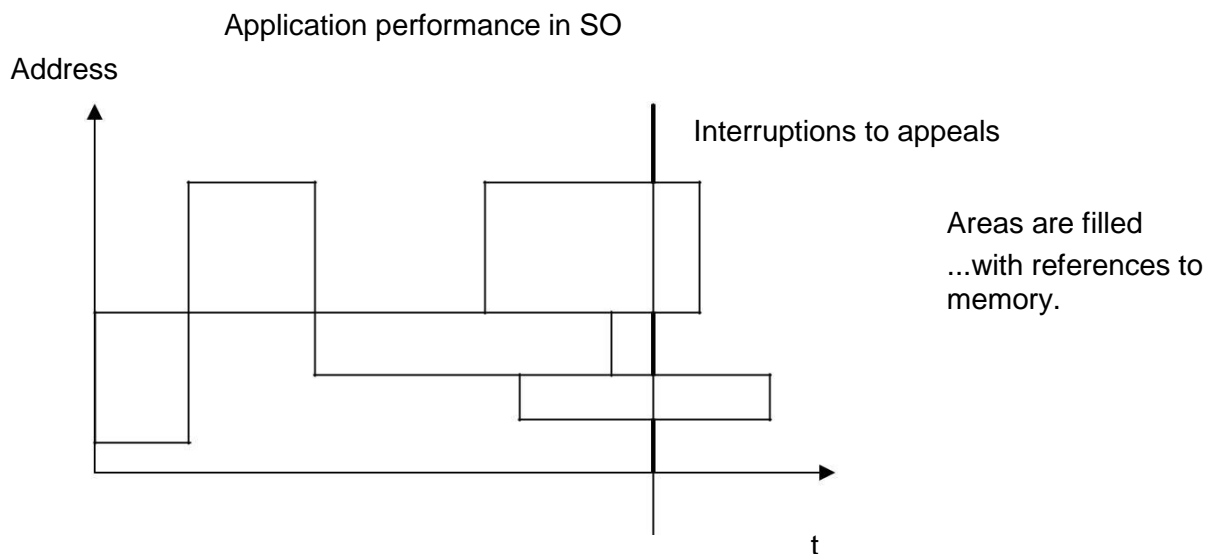 Application performance in SO
Address
Interruptions to appeals
Areas are filled
...with references to
memory.
t